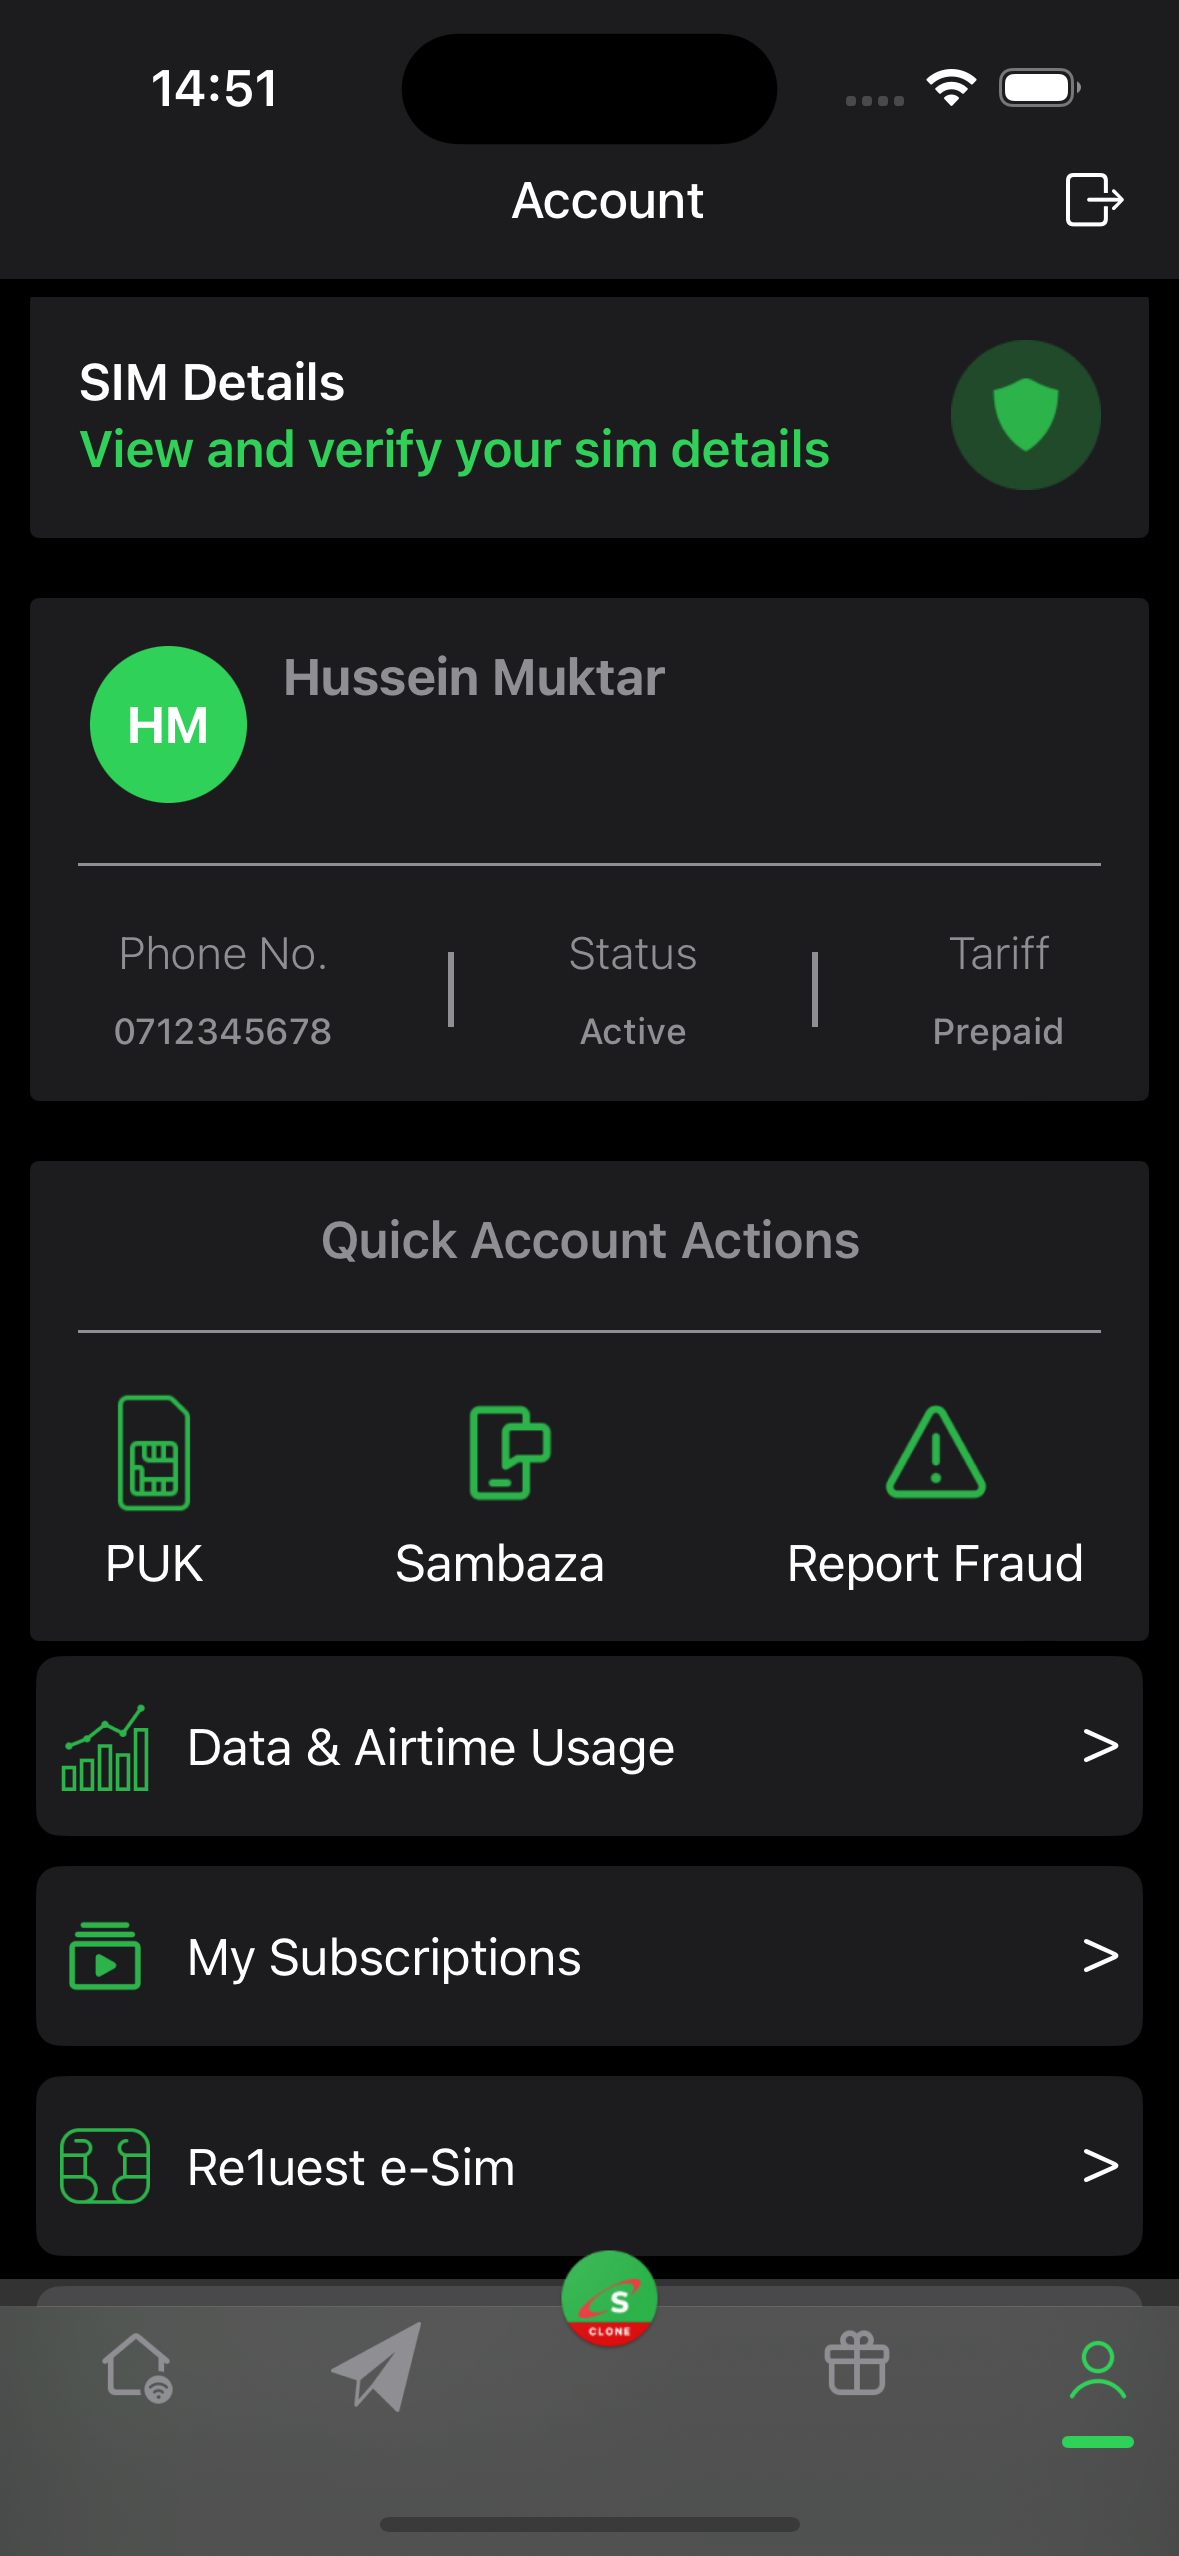 14:51
Account
SIM Details
View and verify your sim details
HM
Hussein Muktar
Phone No.
Status
Tariff
0712345678
Active
Prepaid
Quick Account Actions
PUK
Sambaza
Report Fraud
Data & Airtime Usage
>
My Subscriptions
>
Re1uest e-Sim
>
S
CLONE